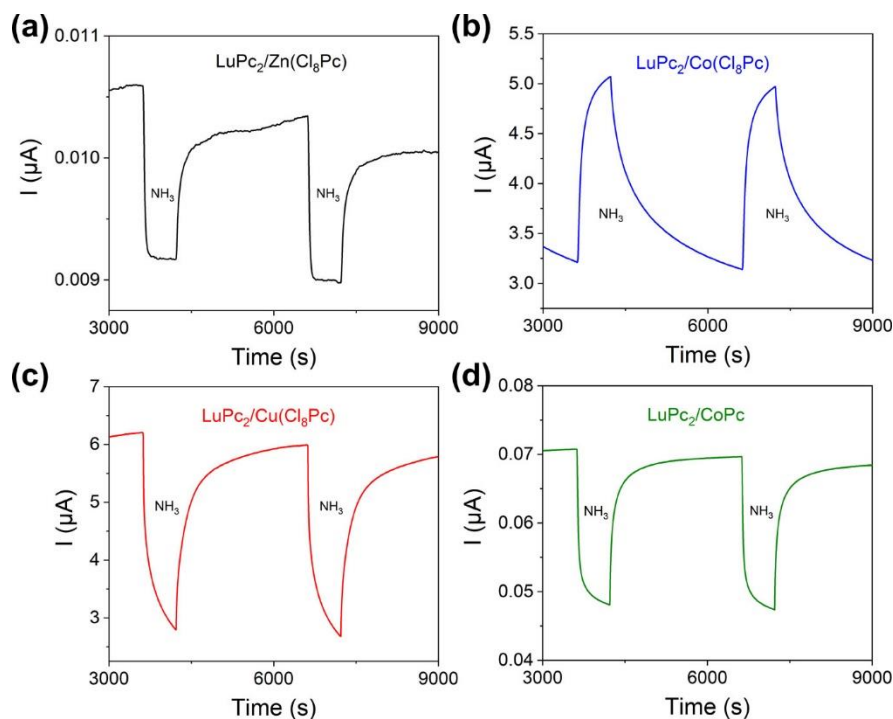 (a)
LuPc₂/Zn(Cl₈Pc)
I (µA)
0.011
0.010
0.009
NH₃
NH₃
3000 6000 9000
Time (s)
(b)
LuPc₂/Co(Cl₈Pc)
I (µA)
5.5
5.0
4.5
4.0
3.5
3.0
NH₃
NH₃
3000 6000 9000
Time (s)
(c)
LuPc₂/Cu(Cl₈Pc)
I (µA)
7
6
5
4
3
NH₃
NH₃
3000 6000 9000
Time (s)
(d)
LuPc₂/CoPc
I (µA)
0.08
0.07
0.06
0.05
0.04
NH₃
NH₃
3000 6000 9000
Time (s)